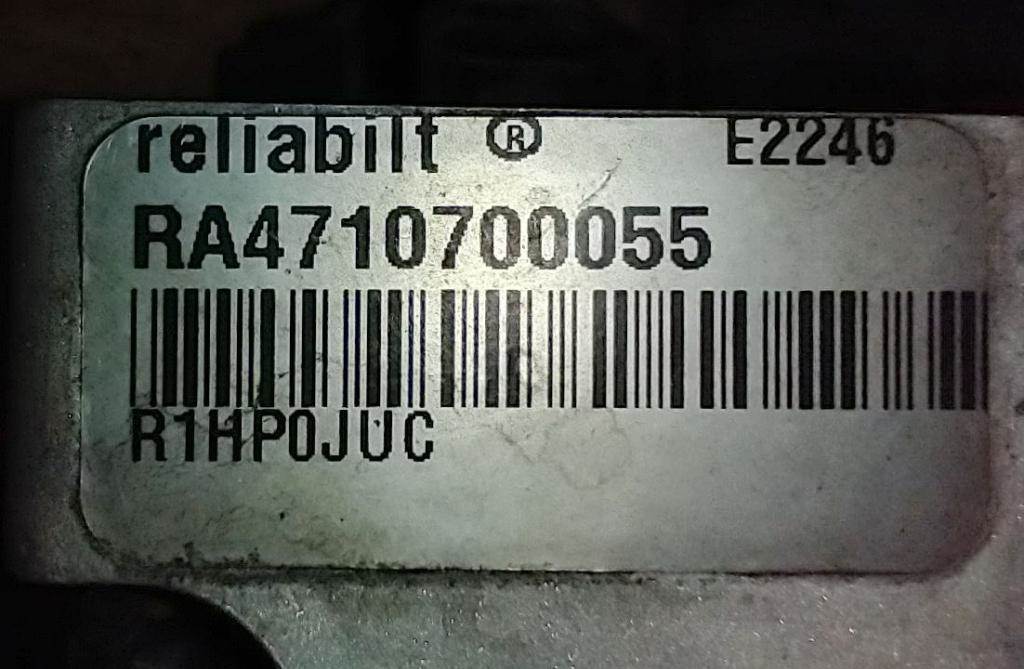 reliabilt ® E2246
RA4710700055
R1HP0JUC